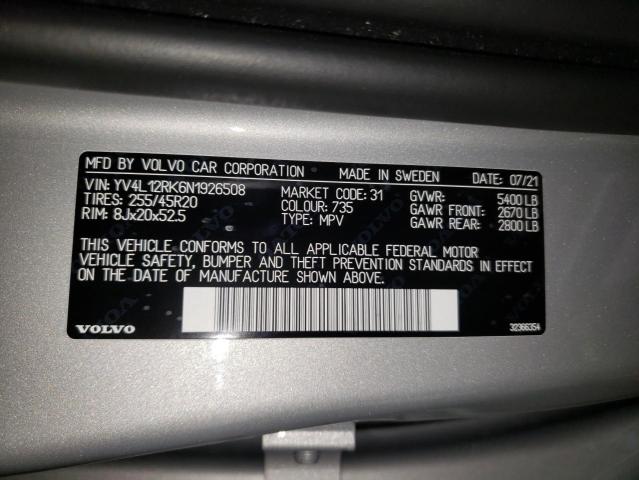 MFD BY VOLVO CAR CORPORATION MADE IN SWEDEN 07/21
VIN: YV4L12RK6N1926508 MARKET CODE: 31 GVWR: 5400 LB
TIRES: 255/45R20 COLOUR: 735 GAWR FRONT: 2670 LB
RIM: 8Jx20x52.5 TYPE: MPV GAWR REAR: 2800 LB
THIS VEHICLE CONFORMS TO ALL APPLICABLE FEDERAL MOTOR
VEHICLE SAFETY, BUMPER AND THEFT PREVENTION STANDARDS IN EFFECT
ON THE DATE OF MANUFACTURE SHOWN ABOVE.
VOLVO 32366354